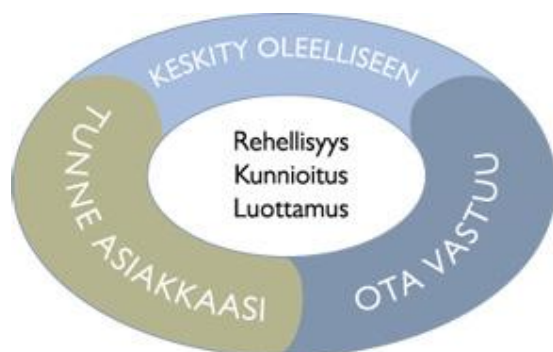 KESKITY OLEELLISEEN
Rehellisyys
Kunnioitus
Luottamus
TUNNE ASIAKKAASI
OTA VASTUU